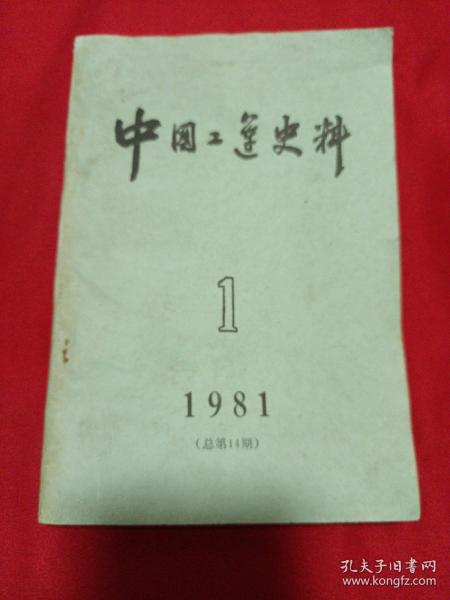 中国工运史料
1
1981
（总第14期）
孔夫子旧书网
www.kongfz.com